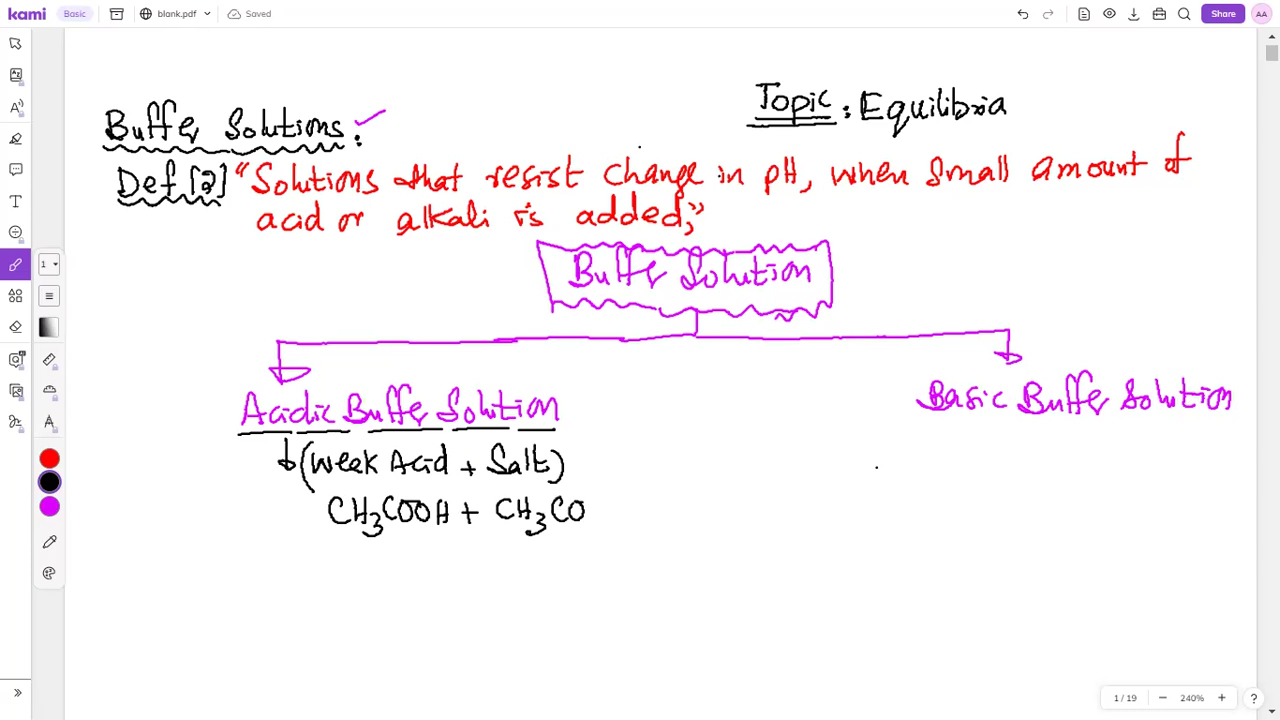 kami Basic blank.pdf Saved Share AA
Topic: Equilibria
Buffer Solutions:
Def [2] "Solutions that resist change in pH, when small amount of
acid or alkali is added,"
Buffer Solution
Acidic Buffer Solution
Basic Buffer Solution
(Week Acid + Salt)
CH3COOH + CH3CO
1
1 / 19 240%